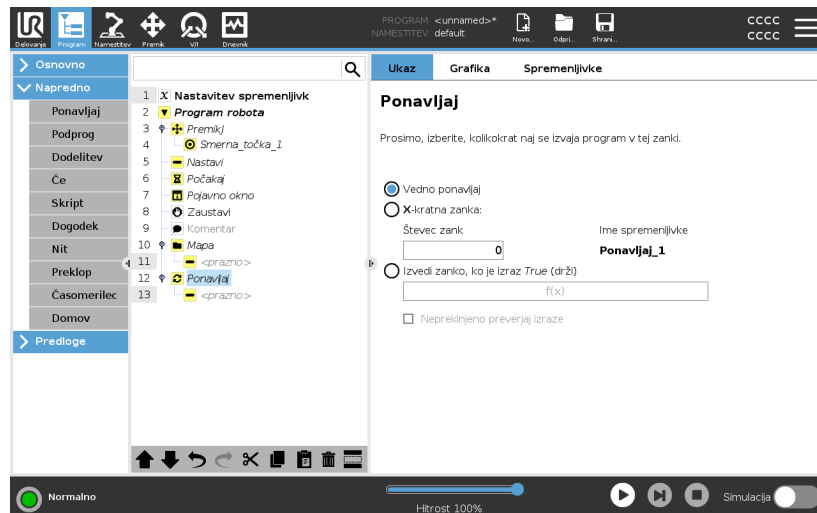 PROGRAM <unnamed>*
NAMESTITEV default
Delovanje Program Namestitev Premik V/I Dnevnik
Novo... Odpri... Shrani...
CCCC
CCCC
Osnovno
Napredno
Ponavljaj
Podprog
Dodelitev
Če
Skript
Dogodek
Nit
Preklop
Časomerilec
Domov
Predloge
1 X Nastavitev spremenljivk
2 Program robota
3 PremikJ
4 Smerna_točka_1
5 Nastavi
6 Počakaj
7 Pojavno okno
8 Zaustavi
9 Komentar
10 Mapa
11 <prazno>
12 Ponavljaj
13 <prazno>
Ukaz Grafika Spremenljivke
Ponavljaj
Prosimo, izberite, kolikokrat naj se izvaja program v tej zanki.
Vedno ponavljaj
X-kratna zanka:
Števec zank Ime spremenljivke
0 Ponavljaj_1
Izvedi zanko, ko je izraz True (drži)
f(x)
Neprekinjeno preverjaj izraze
Normalno
Hitrost 100%
Simulacija